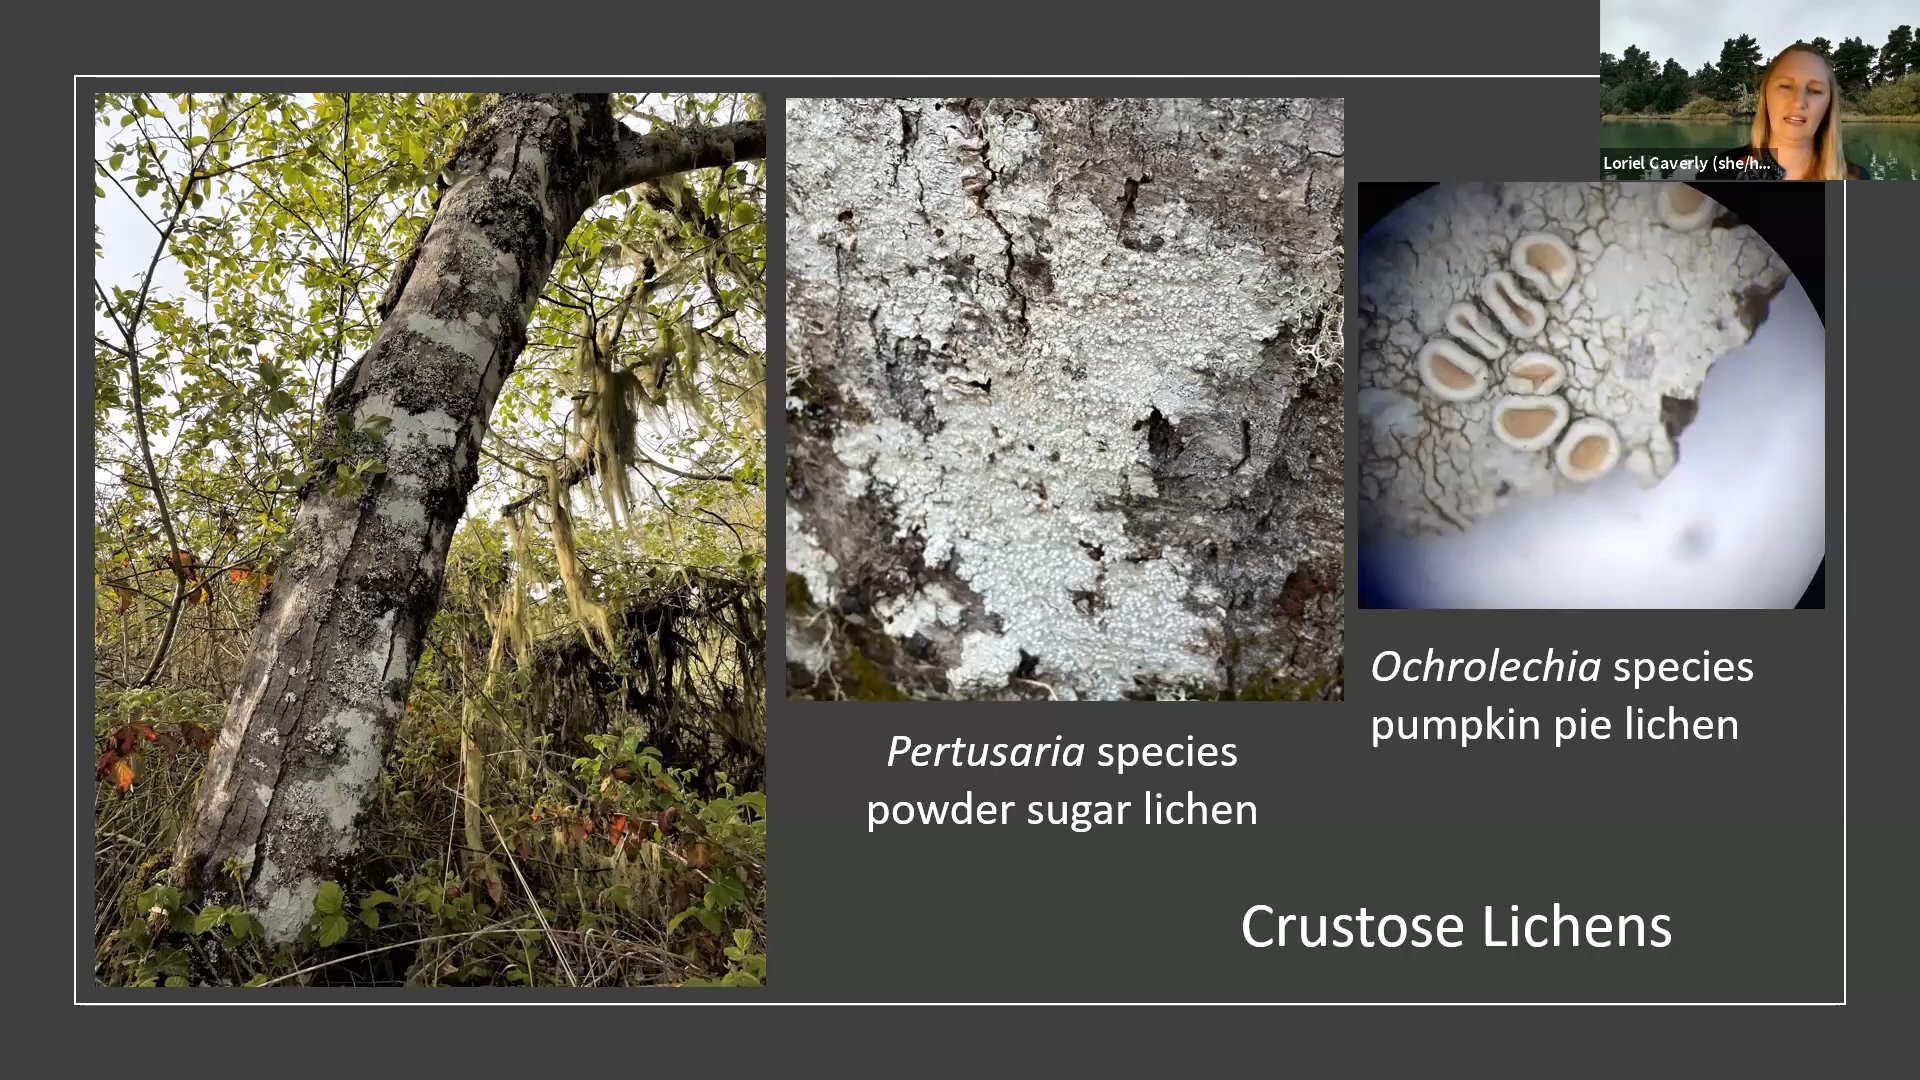 Loriel Caverly (she/h...
Ochrolechia species
pumpkin pie lichen
Pertusaria species
powder sugar lichen
Crustose Lichens